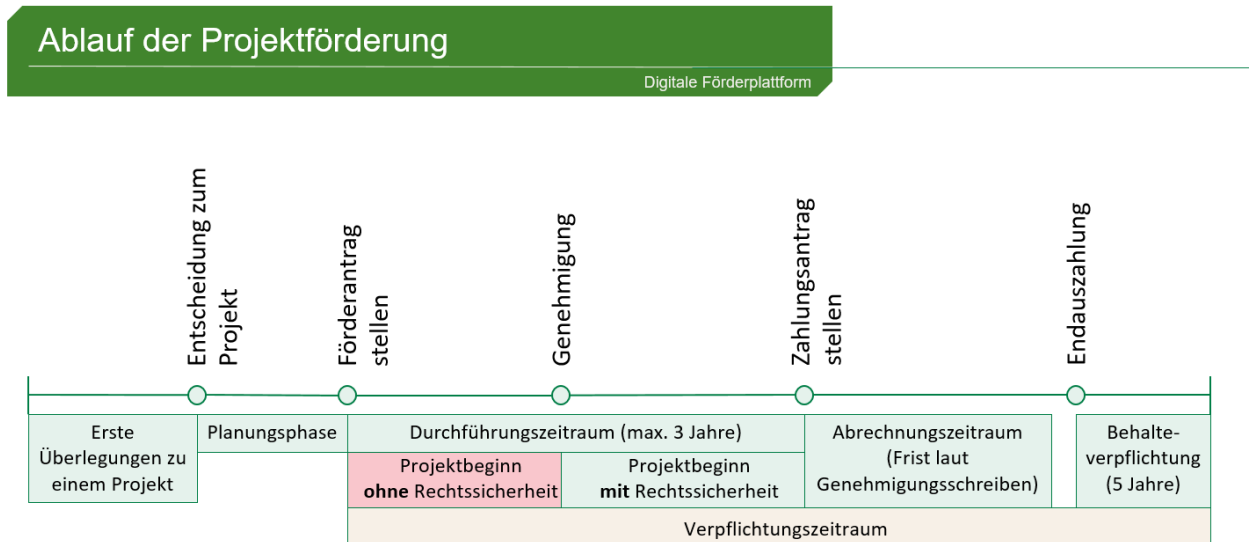 Ablauf der Projektförderung
Digitale Förderplattform
Entscheidung zum
Projekt
Förderantrag
stellen
Genehmigung
Zahlungsantrag
stellen
Endauszahlung
Erste
Überlegungen zu
einem Projekt
Planungsphase
Durchführungszeitraum (max. 3 Jahre)
Projektbeginn
ohne Rechtssicherheit
Projektbeginn
mit Rechtssicherheit
Abrechnungszeitraum
(Frist laut
Genehmigungsschreiben)
Behalte-
verpflichtung
(5 Jahre)
Verpflichtungszeitraum